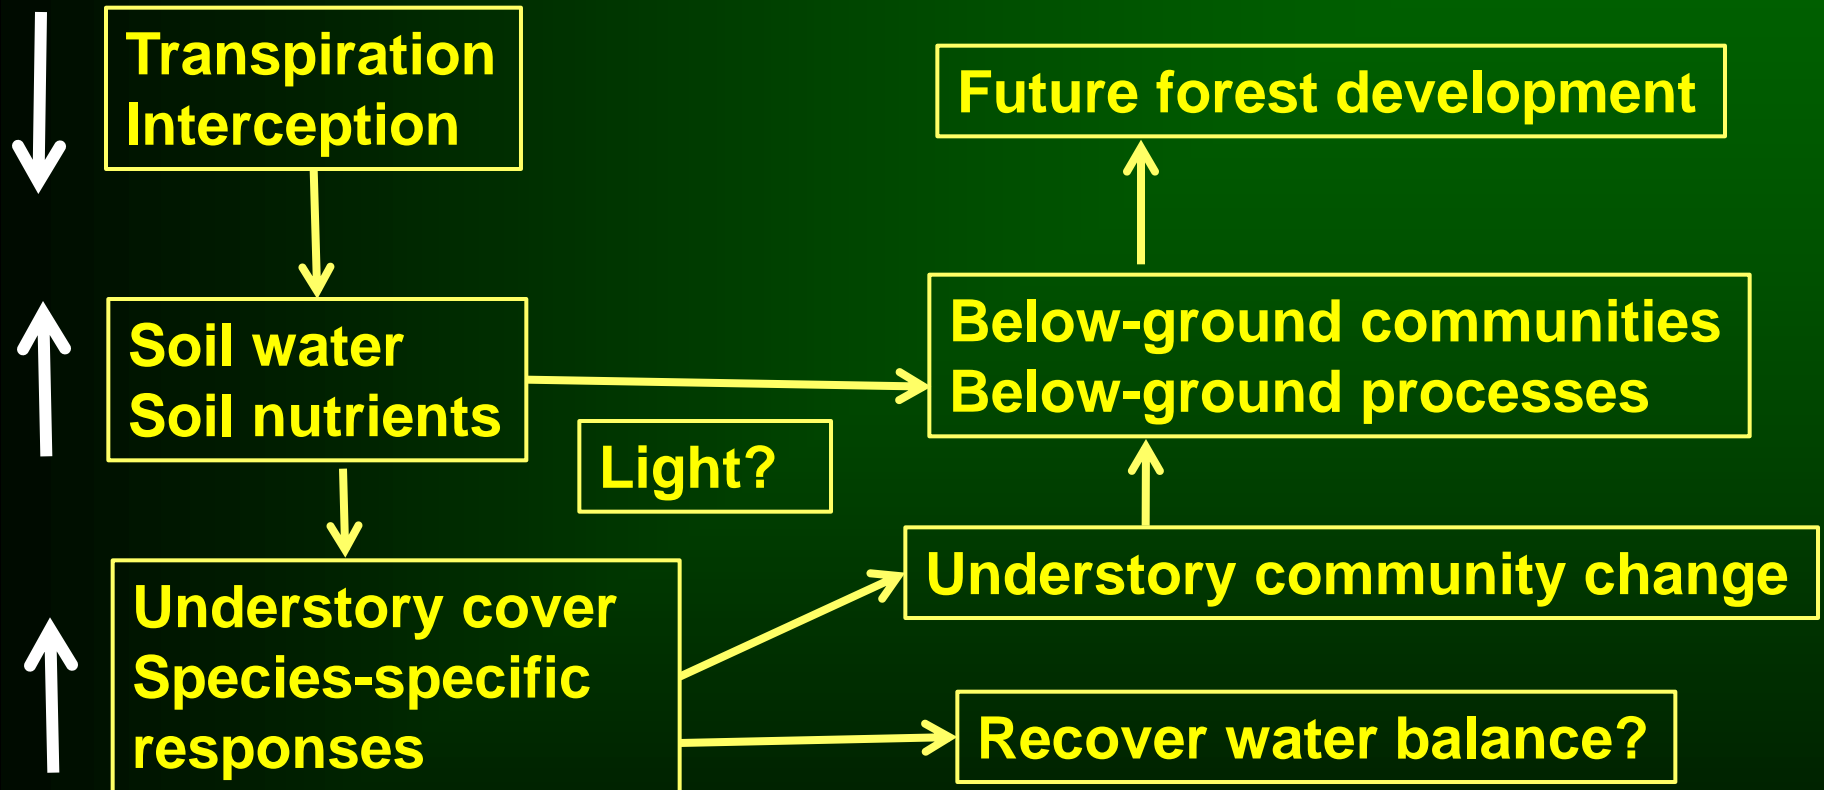 Transpiration
Interception
Future forest development
Soil water
Soil nutrients
Below-ground communities
Below-ground processes
Light?
Understory cover
Species-specific
responses
Understory community change
Recover water balance?